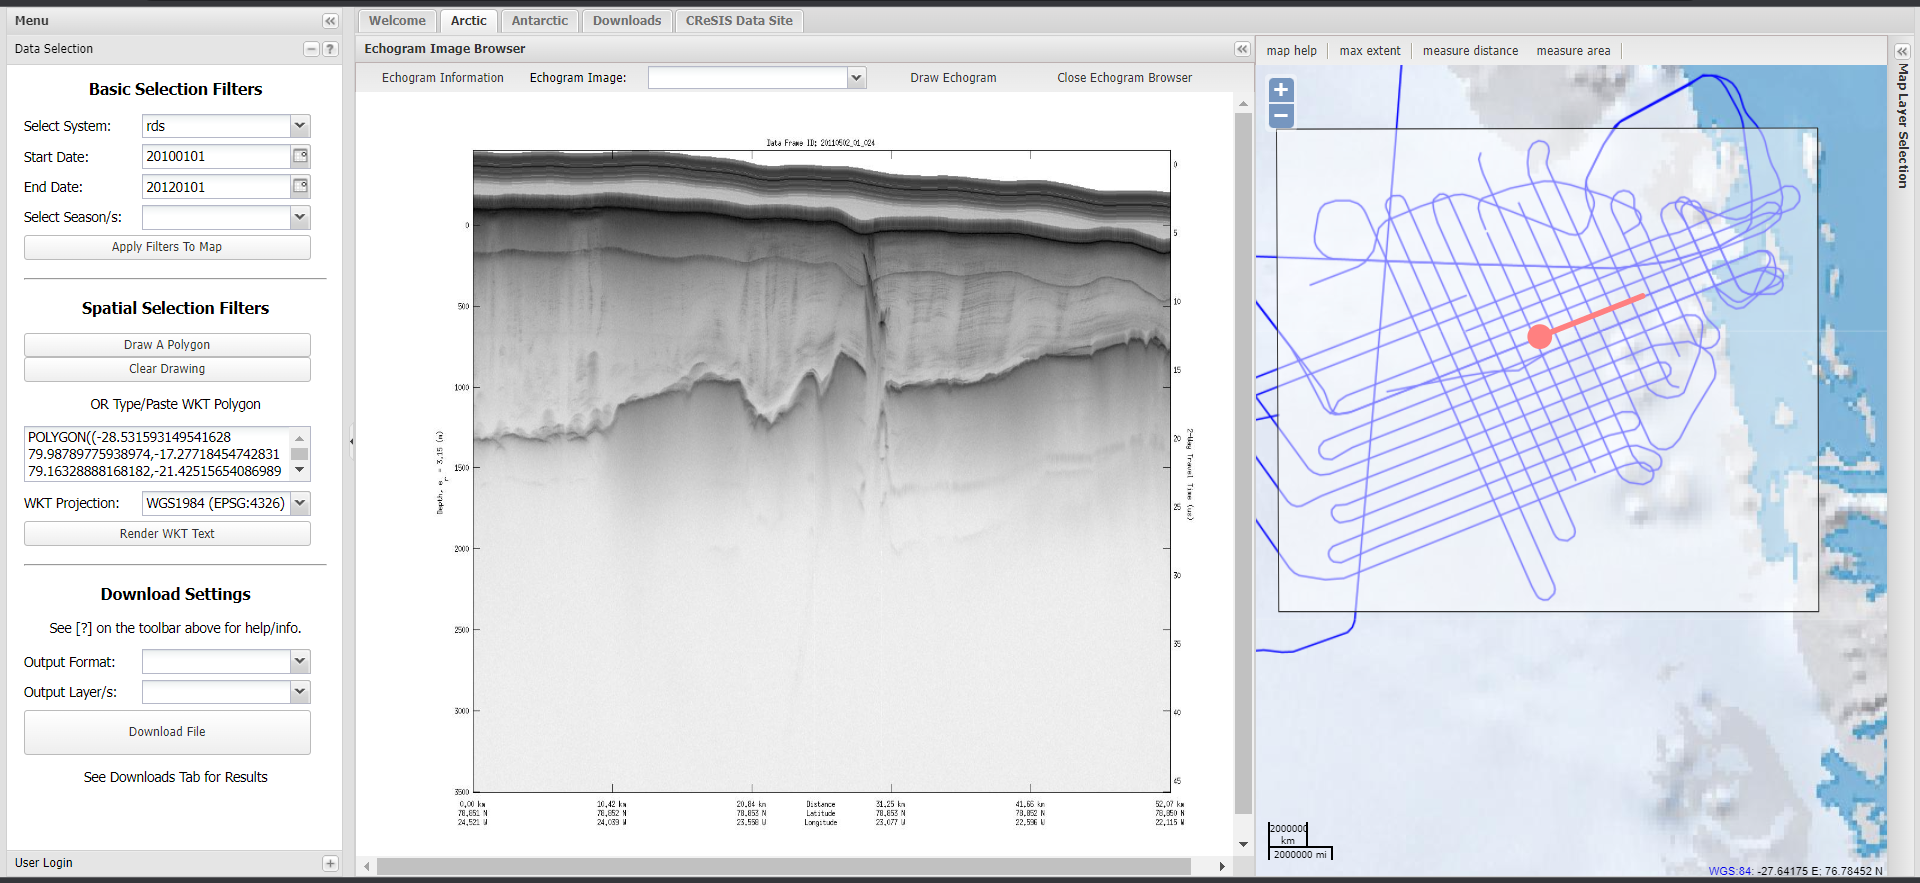 Menu
Data Selection
?
Basic Selection Filters
Select System:
rds
Start Date:
20100101
End Date:
20120101
Select Season/s:
Apply Filters To Map
Spatial Selection Filters
Draw A Polygon
Clear Drawing
OR Type/Paste WKT Polygon
POLYGON((-28.531593149541628
79.98789775938974,-17.27718454742831
79.16328888168182,-21.42515654086989
WKT Projection:
WGS1984 (EPSG:4326)
Render WKT Text
Download Settings
See [?] on the toolbar above for help/info.
Output Format:
Output Layer/s:
Download File
See Downloads Tab for Results
User Login
Welcome
Arctic
Antarctic
Downloads
CReSIS Data Site
Echogram Image Browser
Echogram Information
Echogram Image:
Draw Echogram
Close Echogram Browser
Data Frame ID: 20110502_01_024
0
500
1000
1500
2000
2500
3000
3500
Depth, e_r = 3.15 (m)
0
5
10
15
20
25
30
35
40
45
2-Way Travel Time (us)
0.00 km 10.42 km 20.84 km Distance 31.25 km 41.66 km 52.07 km
78.851 N 78.852 N 78.853 N Latitude 78.853 N 78.852 N 78.850 N
24.521 W 24.039 W 23.558 W Longitude 23.077 W 22.596 W 22.115 W
map help
max extent
measure distance
measure area
+
−
Map Layer Selection
2000000
km
2000000 mi
WGS:84: -27.64175 E; 76.78452 N